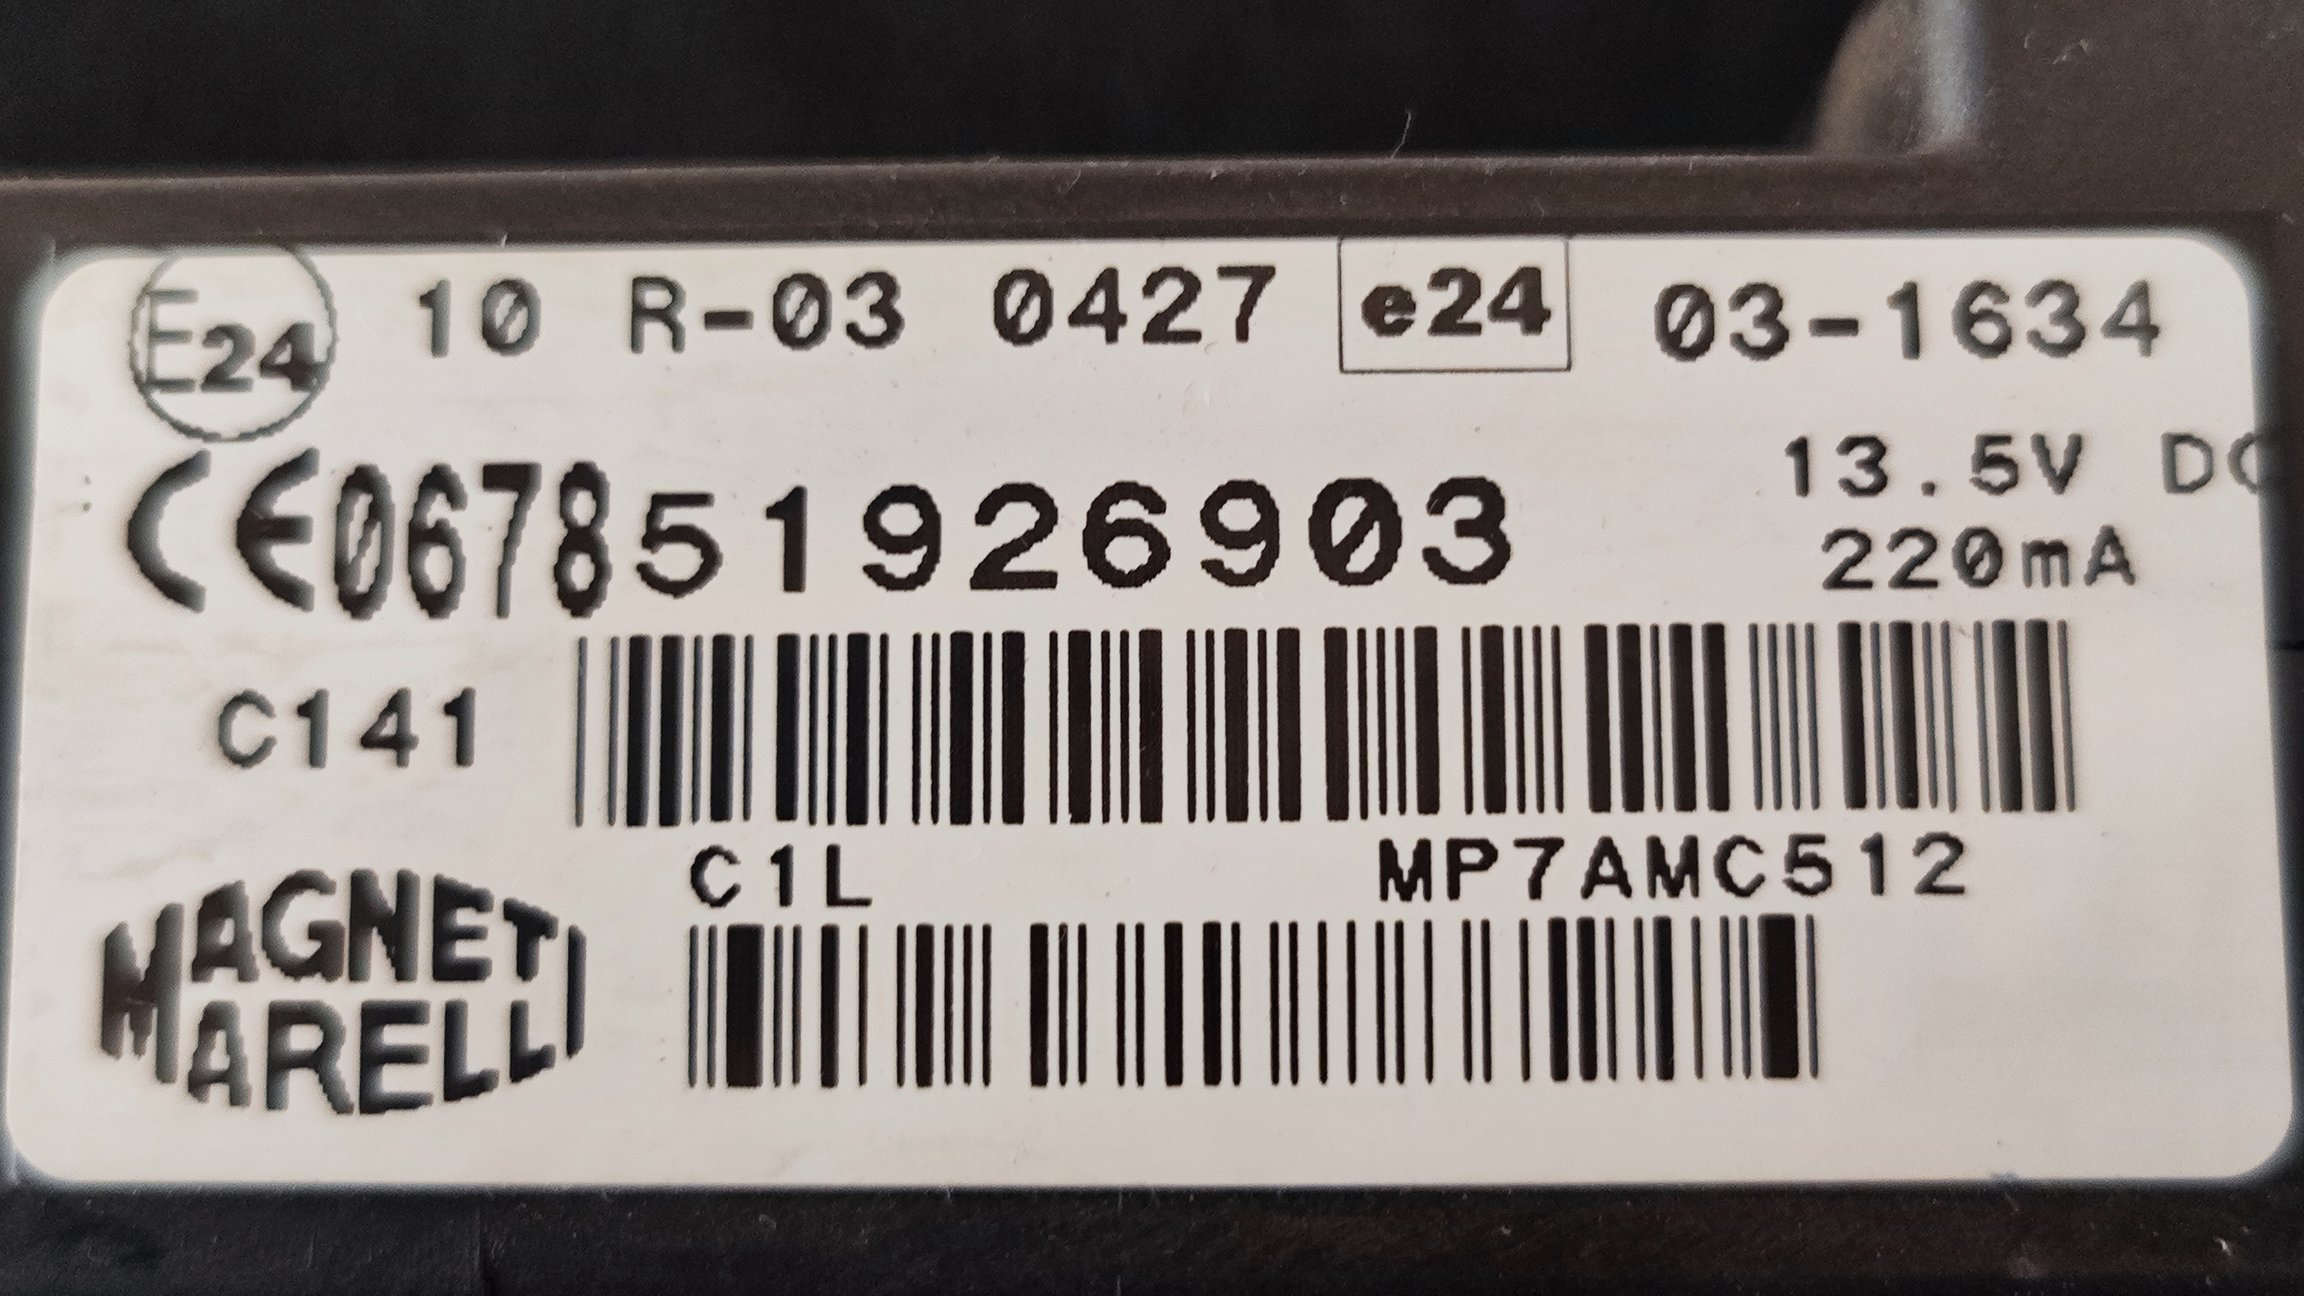 E24 10 R-03 0427 e24 03-1634
13.5V DC
CE0678 51926903
220mA
C141
C1L MP7AMC512
MAGNETI
MARELLI